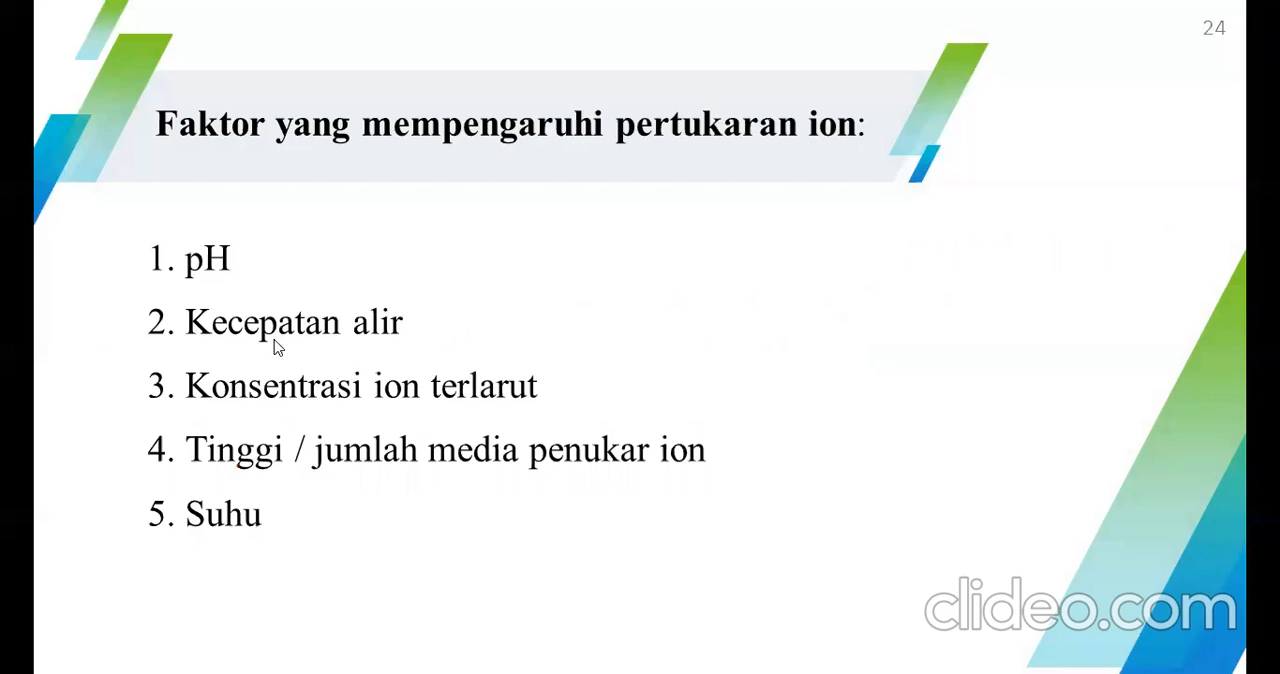 24
Faktor yang mempengaruhi pertukaran ion:
1. pH
2. Kecepatan alir
3. Konsentrasi ion terlarut
4. Tinggi / jumlah media penukar ion
5. Suhu
clideo.com